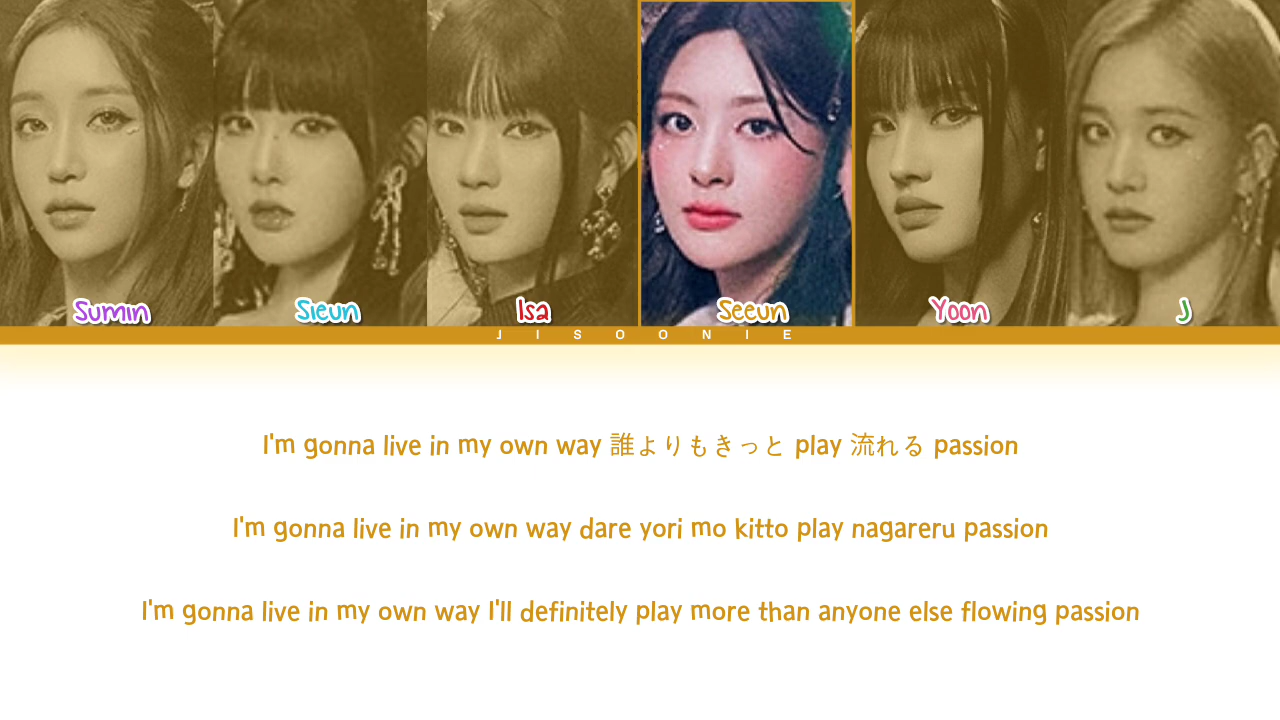 Sumin
Sieun
Isa
Seeun
Yoon
J
JISOONIE
I'm gonna live in my own way 誰よりもきっと play 流れる passion
I'm gonna live in my own way dare yori mo kitto play nagareru passion
I'm gonna live in my own way I'll definitely play more than anyone else flowing passion